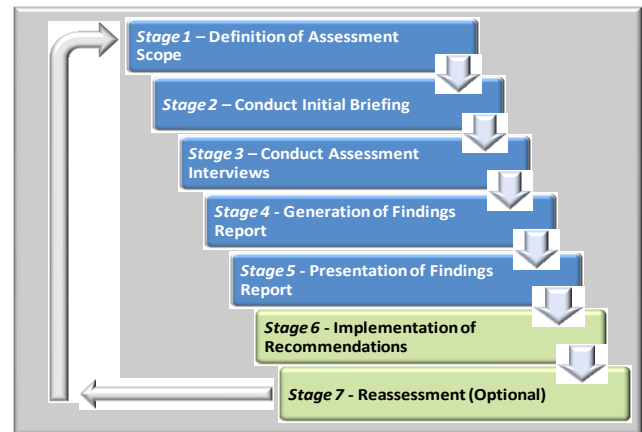 Stage 1 – Definition of Assessment
Scope
Stage 2 – Conduct Initial Briefing
Stage 3 – Conduct Assessment
Interviews
Stage 4 - Generation of Findings
Report
Stage 5 - Presentation of Findings
Report
Stage 6 - Implementation of
Recommendations
Stage 7 - Reassessment (Optional)